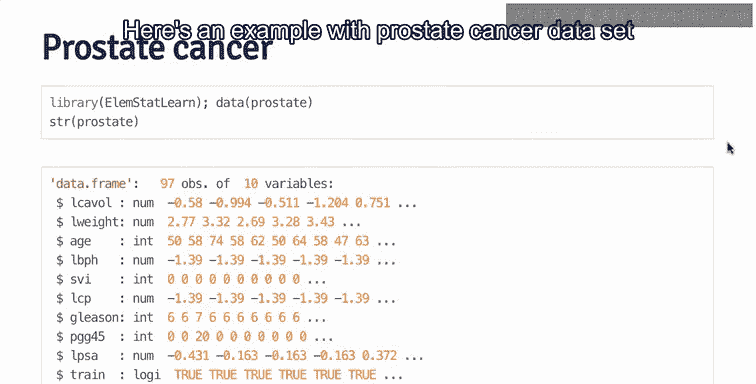 Here's an example with prostate cancer data set
Prostate cancer
library(ElemStatLearn); data(prostate)
str(prostate)
'data.frame':   97 obs. of  10 variables:
 $ lcavol : num  -0.58 -0.994 -0.511 -1.204 0.751 ...
 $ lweight: num  2.77 3.32 2.69 3.28 3.43 ...
 $ age    : int  50 58 74 58 62 50 64 58 47 63 ...
 $ lbph   : num  -1.39 -1.39 -1.39 -1.39 -1.39 ...
 $ svi    : int  0 0 0 0 0 0 0 0 0 0 ...
 $ lcp    : num  -1.39 -1.39 -1.39 -1.39 -1.39 ...
 $ gleason: int  6 6 7 6 6 6 6 6 6 6 ...
 $ pgg45  : int  0 0 20 0 0 0 0 0 0 0 ...
 $ lpsa   : num  -0.431 -0.163 -0.163 -0.163 0.372 ...
 $ train  : logi  TRUE TRUE TRUE TRUE TRUE TRUE ...